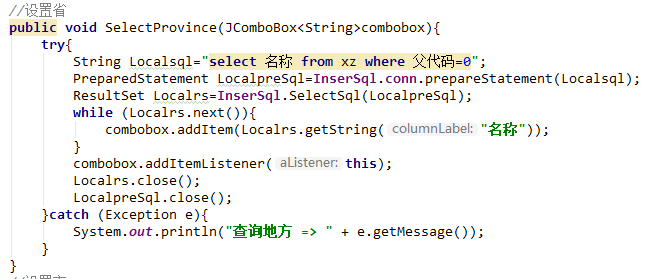 //设置省
public void SelectProvince(JComboBox<String>combobox){
try{
String Localsql="select 名称 from xz where 父代码=0";
PreparedStatement LocalpreSql=InserSql.conn.prepareStatement(Localsql);
ResultSet Localrs=InserSql.SelectSql(LocalpreSql);
while (Localrs.next()){
combobox.addItem(Localrs.getString( columnLabel: "名称"));
}
combobox.addItemListener( aListener: this);
Localrs.close();
LocalpreSql.close();
}catch (Exception e){
System.out.println("查询地方 => " + e.getMessage());
}
}